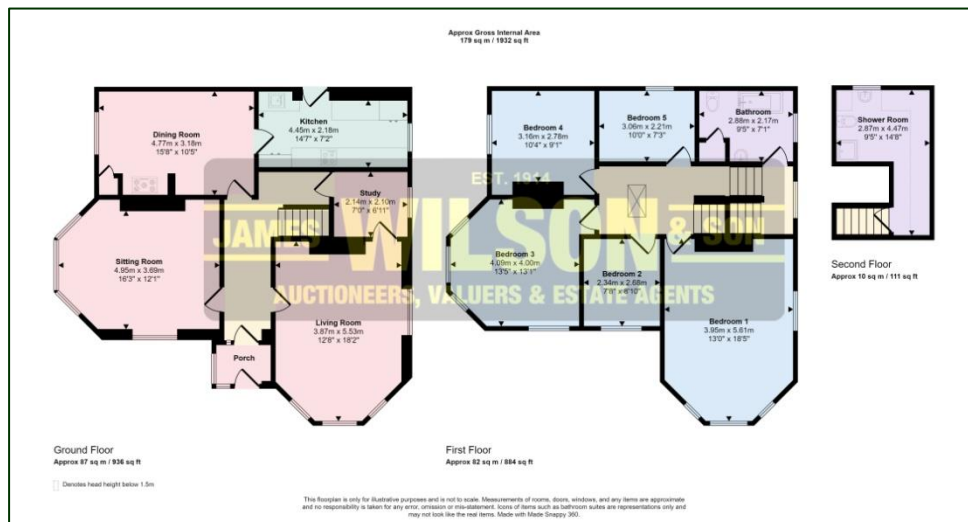 Approx Gross Internal Area
179 sq m / 1932 sq ft
Dining Room
4.77m x 3.18m
15'8" x 10'5"
Kitchen
4.45m x 2.18m
14'7" x 7'2"
Study
2.14m x 2.10m
7'0" x 6'11"
Sitting Room
4.95m x 3.69m
16'3" x 12'1"
Living Room
3.87m x 5.53m
12'8" x 18'2"
Porch
Ground Floor
Approx 87 sq m / 936 sq ft
Denotes head height below 1.5m
Bedroom 4
3.16m x 2.78m
10'4" x 9'1"
Bedroom 5
3.06m x 2.21m
10'0" x 7'3"
Bathroom
2.88m x 2.17m
9'5" x 7'1"
Bedroom 3
4.09m x 4.00m
13'5" x 13'1"
Bedroom 2
2.34m x 2.68m
7'8" x 8'10"
Bedroom 1
3.95m x 5.61m
13'0" x 18'5"
First Floor
Approx 82 sq m / 884 sq ft
Shower Room
2.87m x 4.47m
9'5" x 14'8"
Second Floor
Approx 10 sq m / 111 sq ft
EST. 1914
JAMES WILSON & SON
AUCTIONEERS, VALUERS & ESTATE AGENTS
This floorplan is only for illustrative purposes and is not to scale. Measurements of rooms, doors, windows, and any items are approximate
and no responsibility is taken for any error, omission or mis-statement. Icons of items such as bathroom suites are representations only and
may not look like the real items. Made with Made Snappy 360.